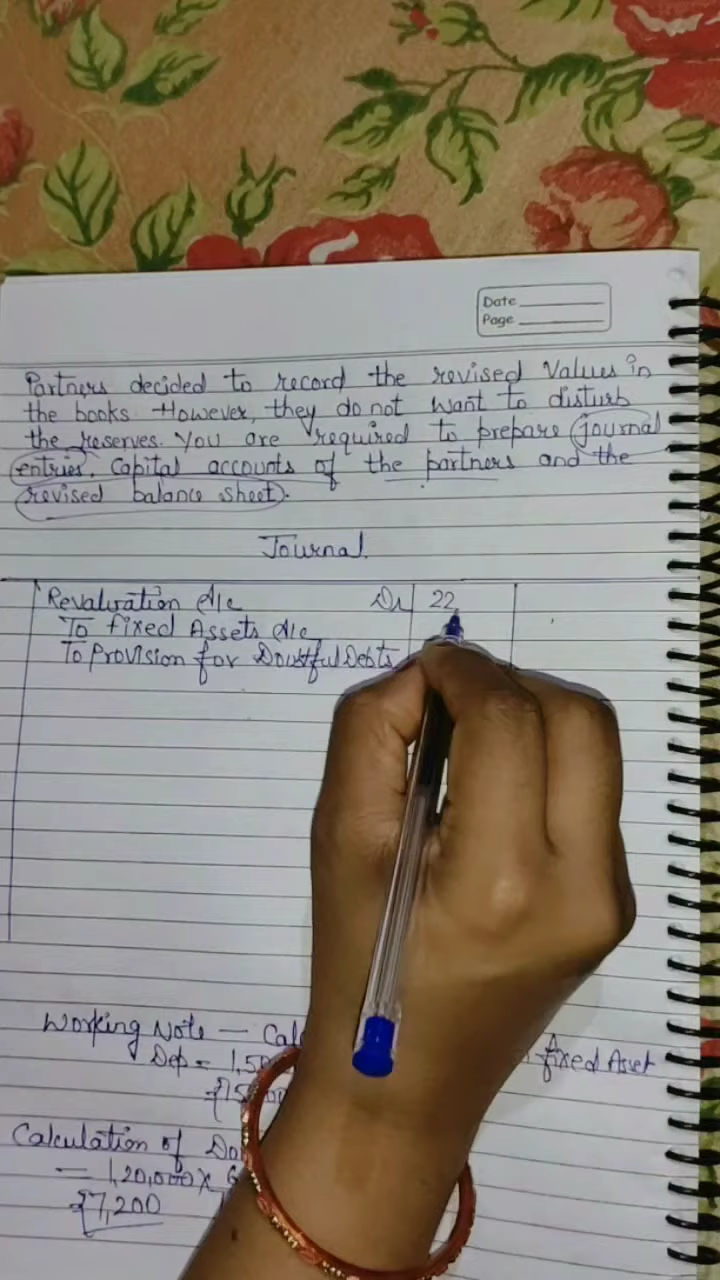 Date
Page
Partners decided to record the revised values in
the books. However, they do not want to disturb
the reserves. You are required to prepare journal
entries, Capital accounts of the partners and the
revised balance sheet.
Journal
Revaluation A/c Dr 22
To fixed Assets A/c
To Provision for Doubtful Debts
Working Note — Cal
Dep = 1,50 fixed Asset
₹15
Calculation of Do
= 1,20,000 × 6
₹7,200